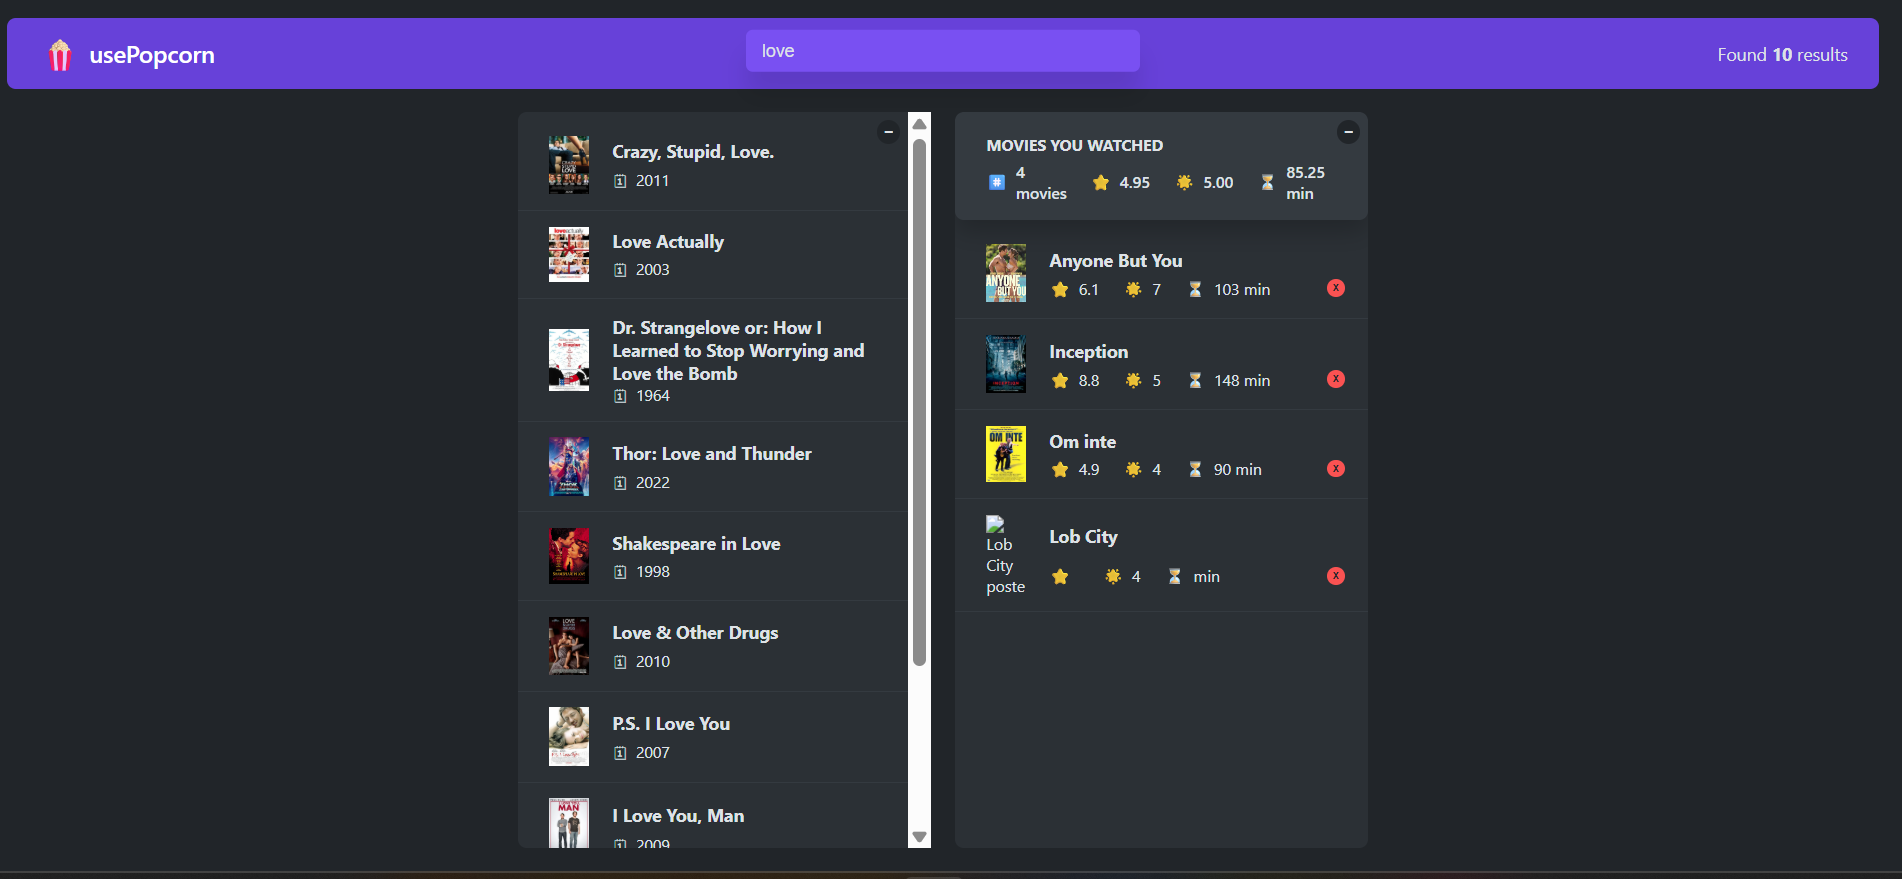 usePopcorn
love
Found 10 results
Crazy, Stupid, Love.
2011
Love Actually
2003
Dr. Strangelove or: How I
Learned to Stop Worrying and
Love the Bomb
1964
Thor: Love and Thunder
2022
Shakespeare in Love
1998
Love & Other Drugs
2010
P.S. I Love You
2007
I Love You, Man
2009
MOVIES YOU WATCHED
4 movies 4.95 5.00 85.25 min
Anyone But You
6.1 7 103 min X
Inception
8.8 5 148 min X
Om inte
4.9 4 90 min X
Lob City poste
Lob City
4 min X